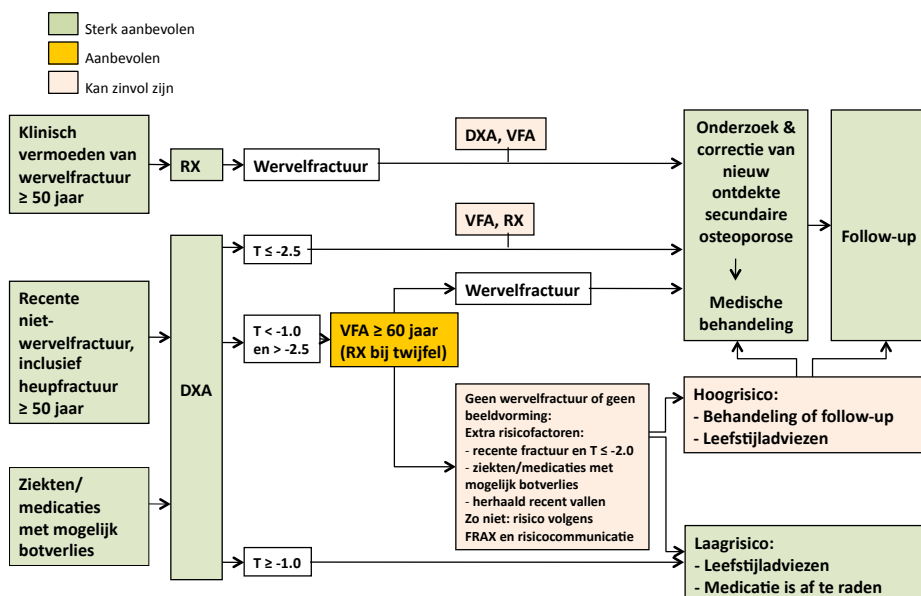 Sterk aanbevolen
Aanbevolen
Kan zinvol zijn
Klinisch
vermoeden van
wervelfractuur
≥ 50 jaar
RX
Wervelfractuur
DXA, VFA
Onderzoek &
correctie van
nieuw
ontdekte
secundaire
osteoporose
Medische
behandeling
Follow-up
Recente
niet-
wervelfractuur,
inclusief
heupfractuur
≥ 50 jaar
Ziekten/
medicaties
met mogelijk
botverlies
DXA
T ≤ -2.5
VFA, RX
T < -1.0
en > -2.5
VFA ≥ 60 jaar
(RX bij twijfel)
Wervelfractuur
Geen wervelfractuur of geen
beeldvorming:
Extra risicofactoren:
- recente fractuur en T ≤ -2.0
- ziekten/medicaties met
mogelijk botverlies
- herhaald recent vallen
Zo niet: risico volgens
FRAX en risicocommunicatie
Hoogrisico:
- Behandeling of follow-up
- Leefstijladviezen
T ≥ -1.0
Laagrisico:
- Leefstijladviezen
- Medicatie is af te raden